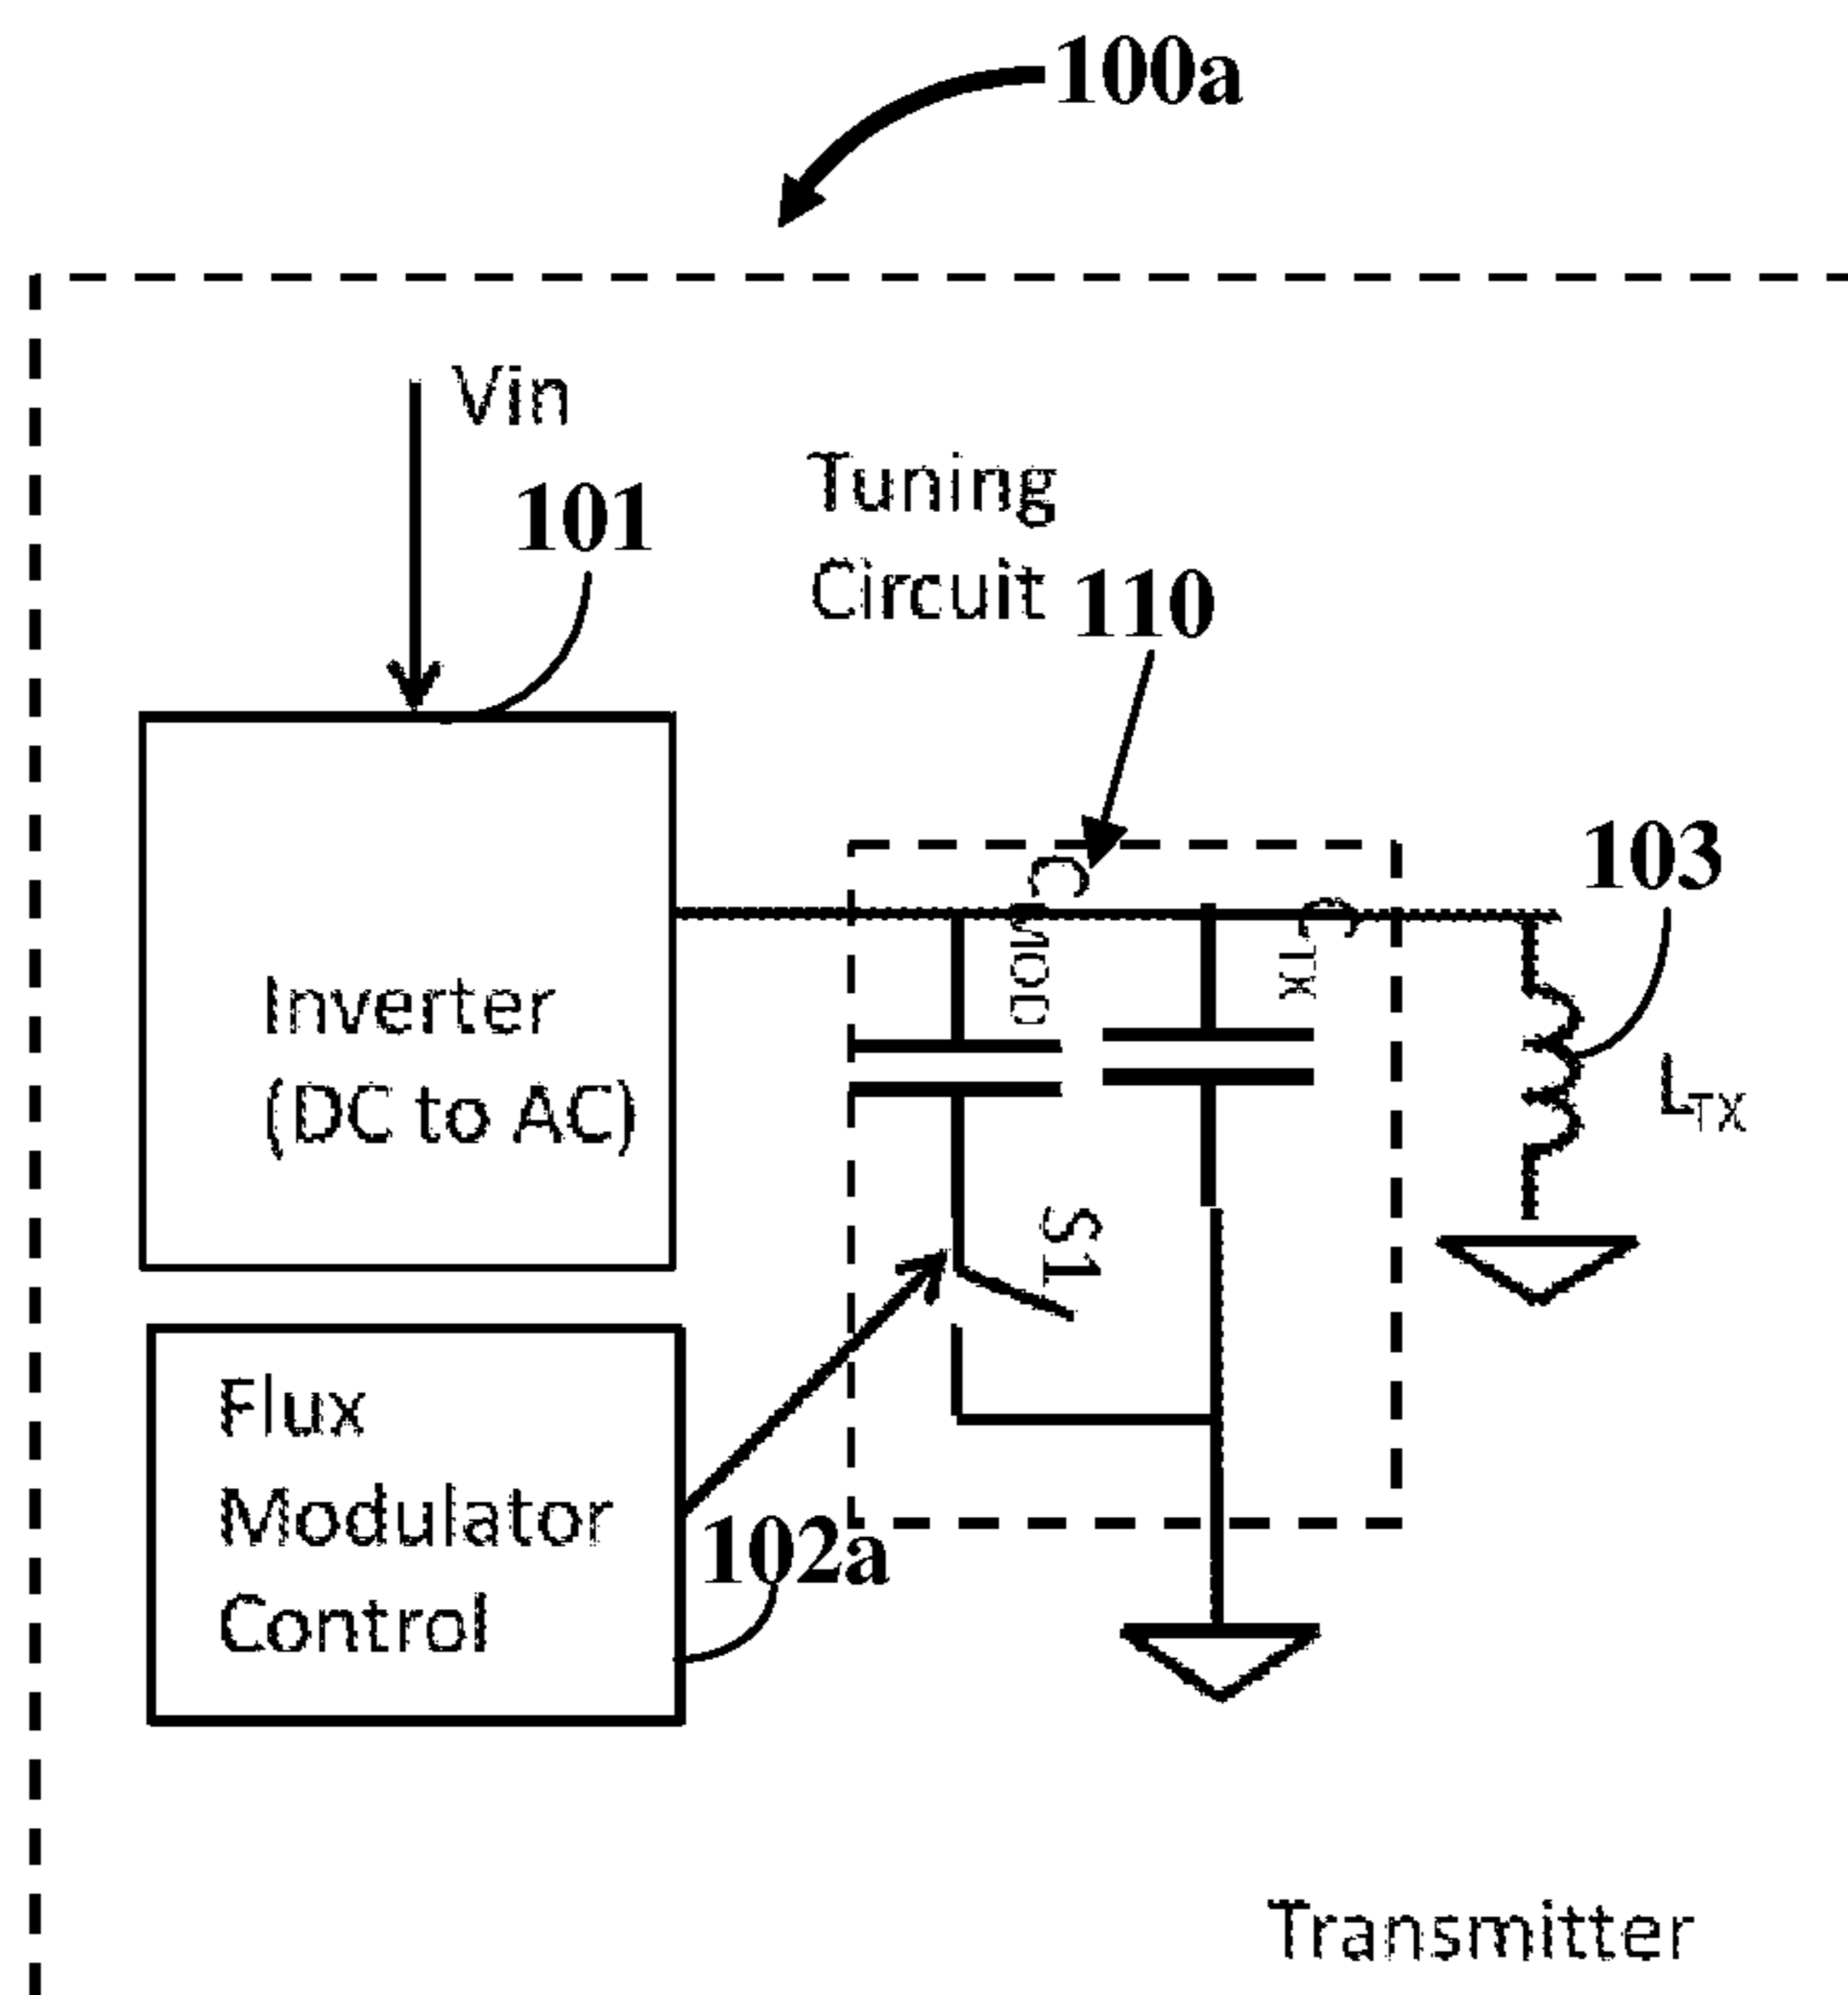 100a
Vin
101
Tuning
Circuit
110
103
CMOD
CTX
Inverter
(DC to AC)
LTX
S1
Flux
Modulator
Control
102a
Transmitter